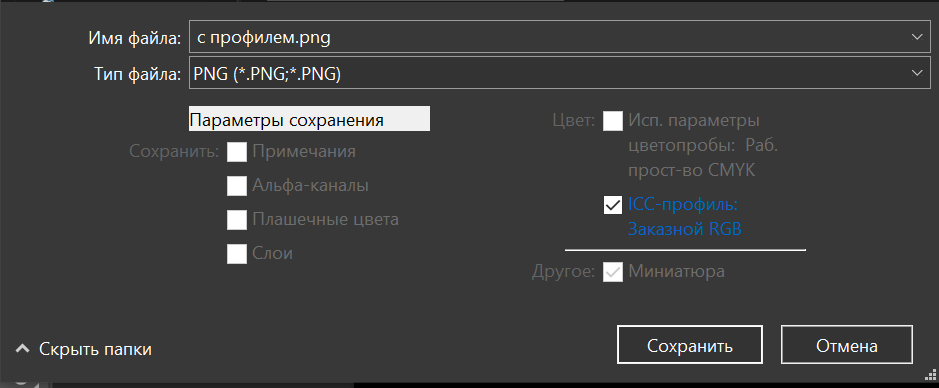 Имя файла: с профилем.png
Тип файла: PNG (*.PNG;*.PNG)
Параметры сохранения
Сохранить: Примечания
Альфа-каналы
Плашечные цвета
Слои
Цвет: Исп. параметры
цветопробы: Раб.
прост-во CMYK
ICC-профиль:
Заказной RGB
Другое: Миниатюра
Скрыть папки
Сохранить
Отмена